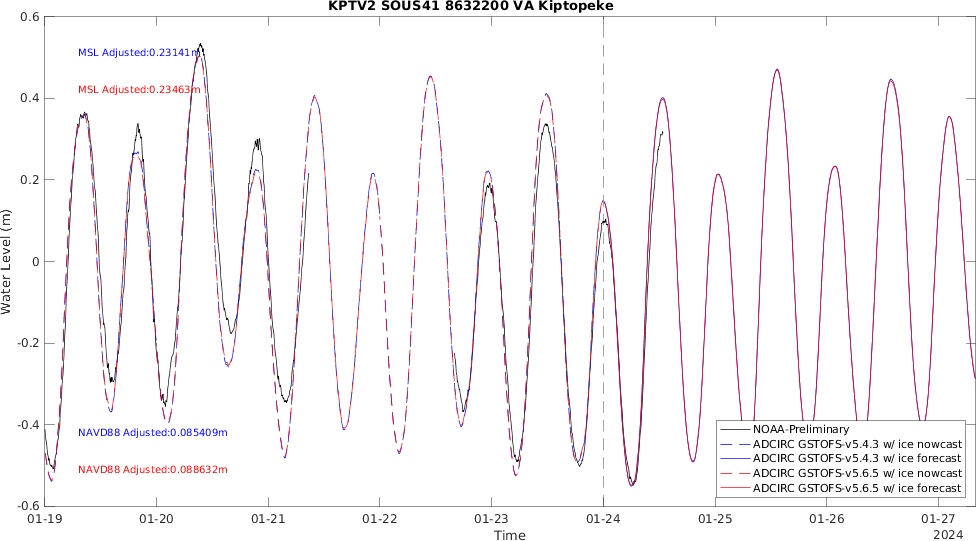 KPTV2 SOUS41 8632200 VA Kiptopeke
0.6
MSL Adjusted:0.23141m
MSL Adjusted:0.23463m
0.4
0.2
0
-0.2
-0.4
-0.6
Water Level (m)
NAVD88 Adjusted:0.085409m
NAVD88 Adjusted:0.088632m
NOAA-Preliminary
ADCIRC GSTOFS-v5.4.3 w/ ice nowcast
ADCIRC GSTOFS-v5.4.3 w/ ice forecast
ADCIRC GSTOFS-v5.6.5 w/ ice nowcast
ADCIRC GSTOFS-v5.6.5 w/ ice forecast
01-19 01-20 01-21 01-22 01-23 01-24 01-25 01-26 01-27
Time
2024